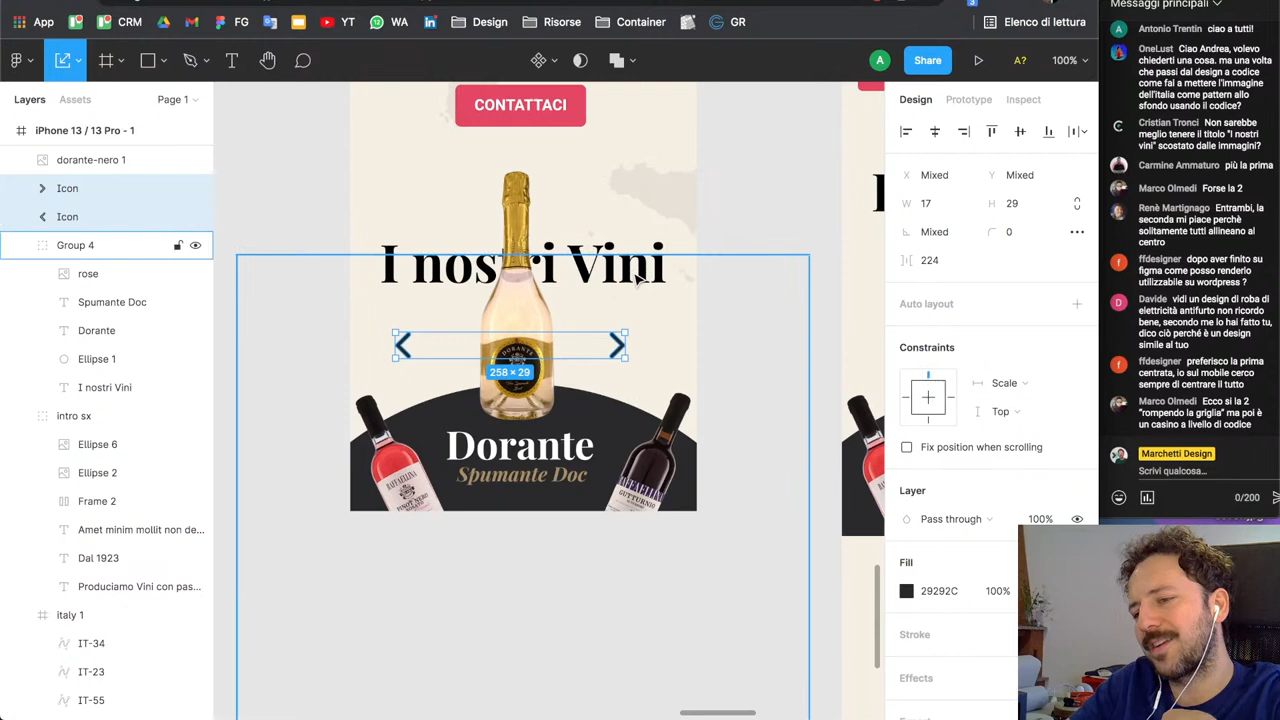 App
principali
CRM
FG
YT
WA
Design
Risorse
Container
GR
Elenco di lettura
A
Share
A?
100%
Layers
Assets
Page 1
iPhone 13 / 13 Pro - 1
dorante-nero 1
Icon
Icon
Group 4
rose
Spumante Doc
Dorante
Ellipse 1
I nostri Vini
intro sx
Ellipse 6
Ellipse 2
Frame 2
Amet minim mollit non de...
Dal 1923
Produciamo Vini con pas...
italy 1
IT-34
IT-23
IT-55
CONTATTACI
I nostri Vini
258 × 29
DORANTE
Dorante
Spumante Doc
RAFFAELLINA
PINOT NERO
RAFFAELLINA
GUTTURNIO
Design
Prototype
Inspect
X
Mixed
Y
Mixed
W
17
H
29
Mixed
0
224
Auto layout
Constraints
Scale
Top
Fix position when scrolling
Layer
Pass through
100%
Fill
29292C
100%
Stroke
Effects
Messaggi principali
Antonio Trentin ciao a tutti!
OneLust Ciao Andrea, volevo
chiederti una cosa. ma una volta
che passi dal design a codice
come fai a mettere l'immagine
dell'italia come pattern allo
sfondo usando il codice?
Cristian Tronci Non sarebbe
meglio tenere il titolo "I nostri
vini" scostato dalle immagini?
Carmine Ammaturo più la prima
Marco Olmedi Forse la 2
Renè Martignago Entrambi, la
seconda mi piace perchè
solitamente tutti allineano al
centro
ffdesigner dopo aver finito su
figma come posso renderlo
utilizzabile su wordpress?
Davide vidi un design di roba di
elettricità antifurto non ricordo
bene, secondo me lo hai fatto tu,
dico ciò perché è un design
simile al tuo
ffdesigner preferisco la prima
centrata, io sul mobile cerco
sempre di centrare il tutto
Marco Olmedi Ecco si la 2
"rompendo la griglia" ma poi è
un casino a livello di codice
Marchetti Design
Scrivi qualcosa...
0/200